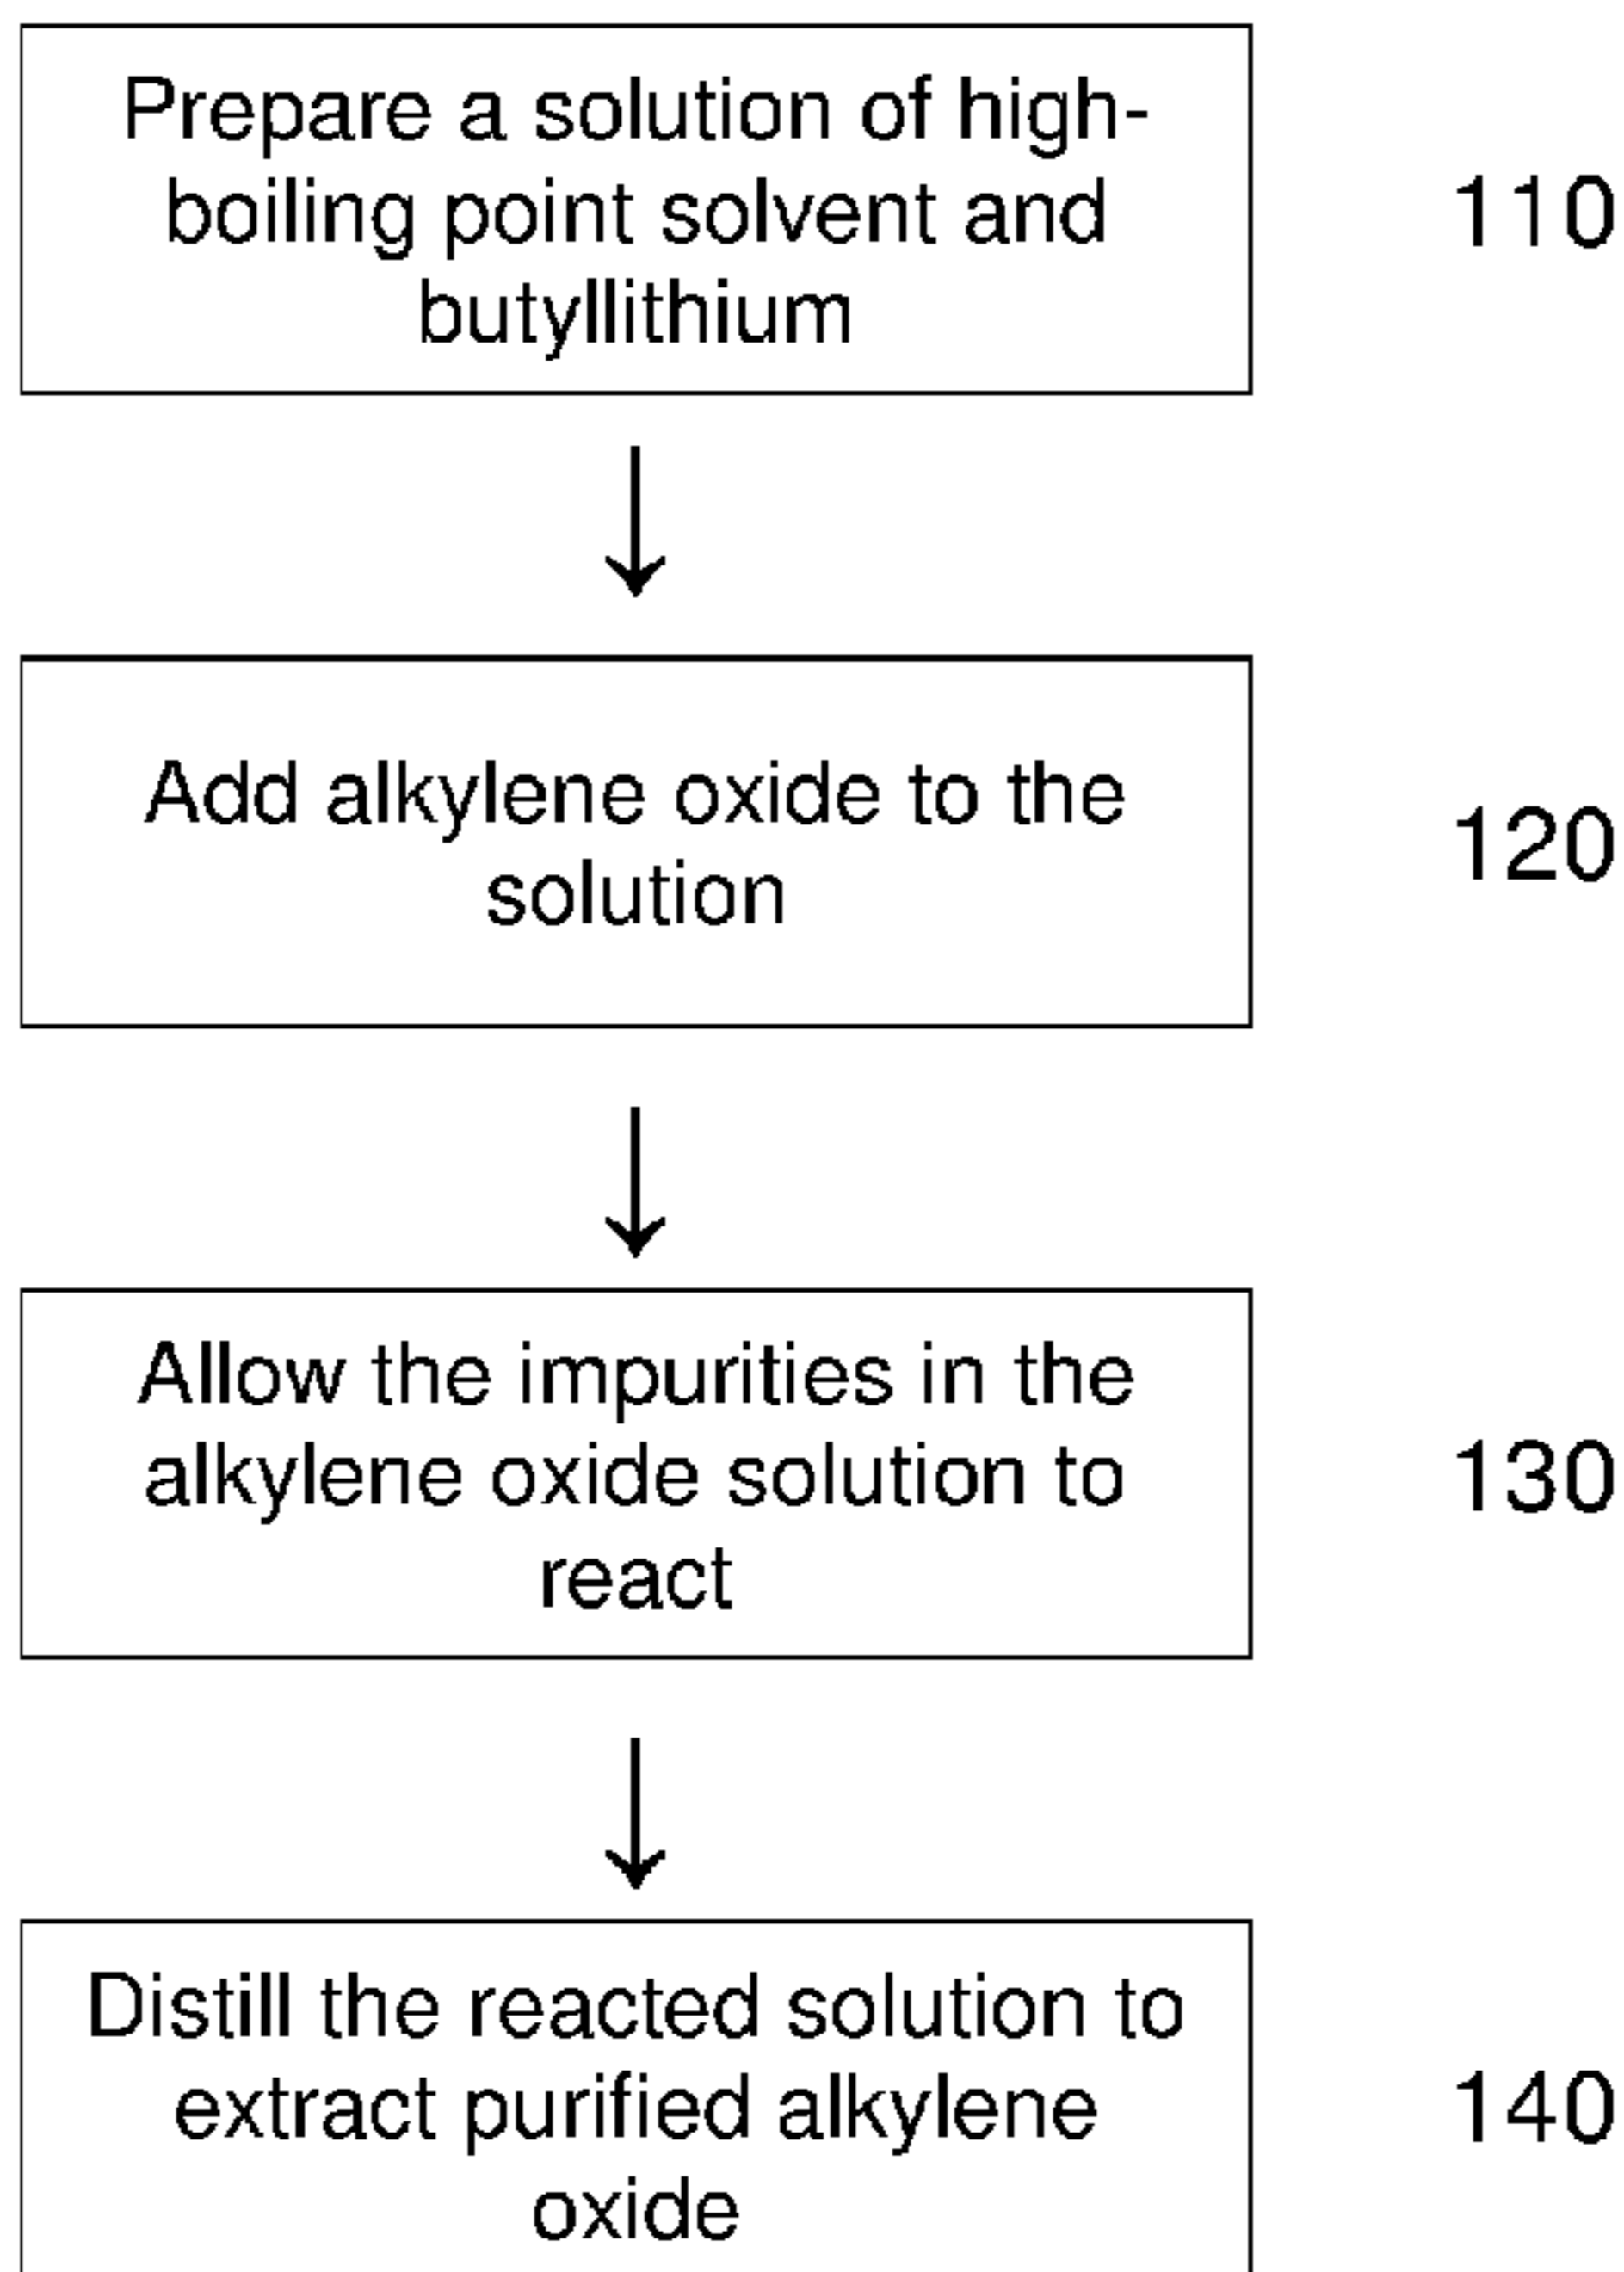 Prepare a solution of high-
boiling point solvent and
butyllithium
110
Add alkylene oxide to the
solution
120
Allow the impurities in the
alkylene oxide solution to
react
130
Distill the reacted solution to
extract purified alkylene
oxide
140